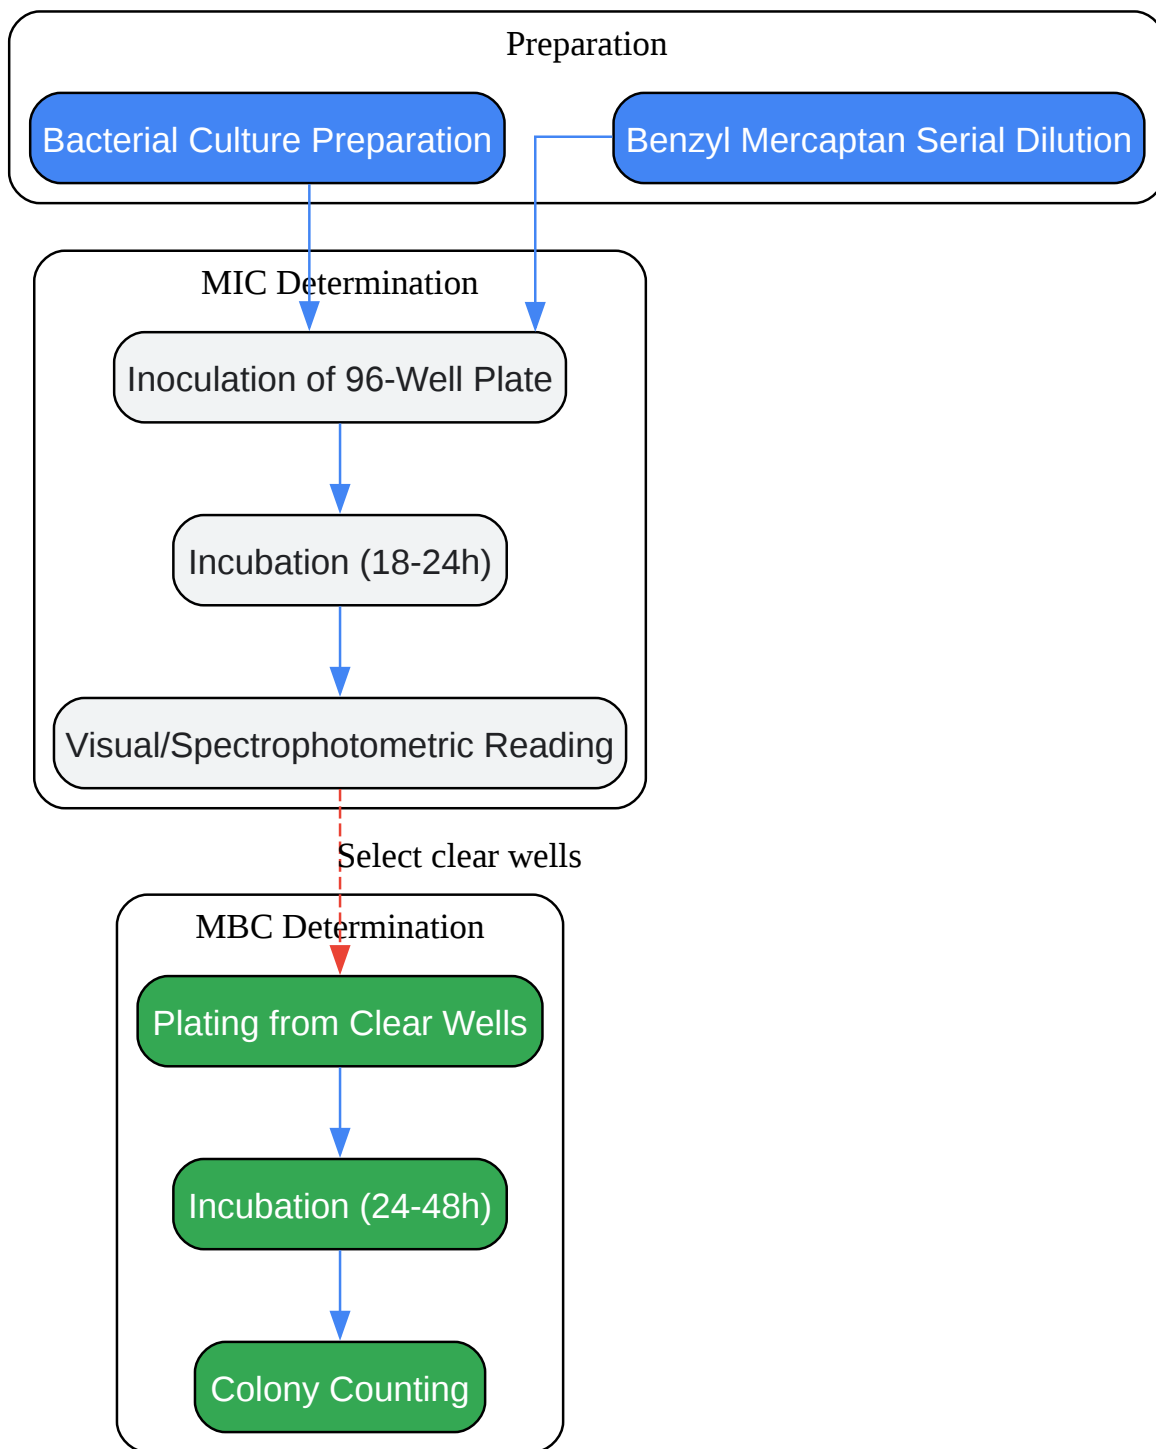 Preparation
Bacterial Culture Preparation
Benzyl Mercaptan Serial Dilution
MIC Determination
Inoculation of 96-Well Plate
Incubation (18-24h)
Visual/Spectrophotometric Reading
Select clear wells
MBC Determination
Plating from Clear Wells
Incubation (24-48h)
Colony Counting